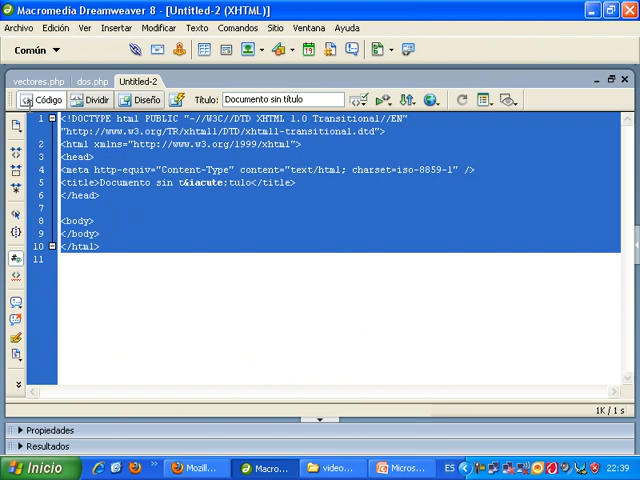 Macromedia Dreamweaver 8 - [Untitled-2 (XHTML)]
Archivo Edición Ver Insertar Modificar Texto Comandos Sitio Ventana Ayuda
Común
vectores.php dos.php Untitled-2
Código Dividir Diseño Título: Documento sin título
1 <!DOCTYPE html PUBLIC "-//W3C//DTD XHTML 1.0 Transitional//EN"
"http://www.w3.org/TR/xhtml1/DTD/xhtml1-transitional.dtd">
2 <html xmlns="http://www.w3.org/1999/xhtml">
3 <head>
4 <meta http-equiv="Content-Type" content="text/html; charset=iso-8859-1" />
5 <title>Documento sin t&iacute;tulo</title>
6 </head>
7
8 <body>
9 </body>
10 </html>
11
1K / 1 s
Propiedades
Resultados
Inicio Mozill... Macro... video... Micros... ES 22:39